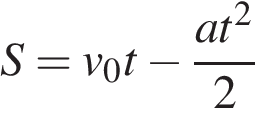 S = v₀t − at²/2